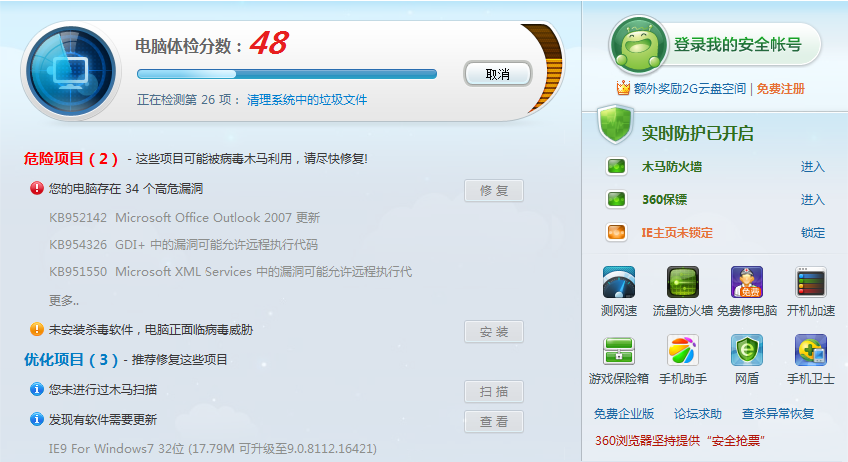 电脑体检分数：48
取消
正在检测第 26 项： 清理系统中的垃圾文件
危险项目（2） - 这些项目可能被病毒木马利用，请尽快修复!
您的电脑存在 34 个高危漏洞 修 复
KB952142 Microsoft Office Outlook 2007 更新
KB954326 GDI+ 中的漏洞可能允许远程执行代码
KB951550 Microsoft XML Services 中的漏洞可能允许远程执行代
更多..
未安装杀毒软件，电脑正面临病毒威胁 安 装
优化项目（3） - 推荐修复这些项目
您未进行过木马扫描 扫 描
发现有软件需要更新 查 看
IE9 For Windows7 32位 (17.79M 可升级至9.0.8112.16421)
登录我的安全帐号
额外奖励2G云盘空间 | 免费注册
实时防护已开启
木马防火墙 进入
360保镖 进入
IE主页未锁定 锁定
免费
测网速 流量防火墙 免费修电脑 开机加速
游戏保险箱 手机助手 网盾 手机卫士
免费企业版 论坛求助 查杀异常恢复
360浏览器坚持提供“安全抢票”